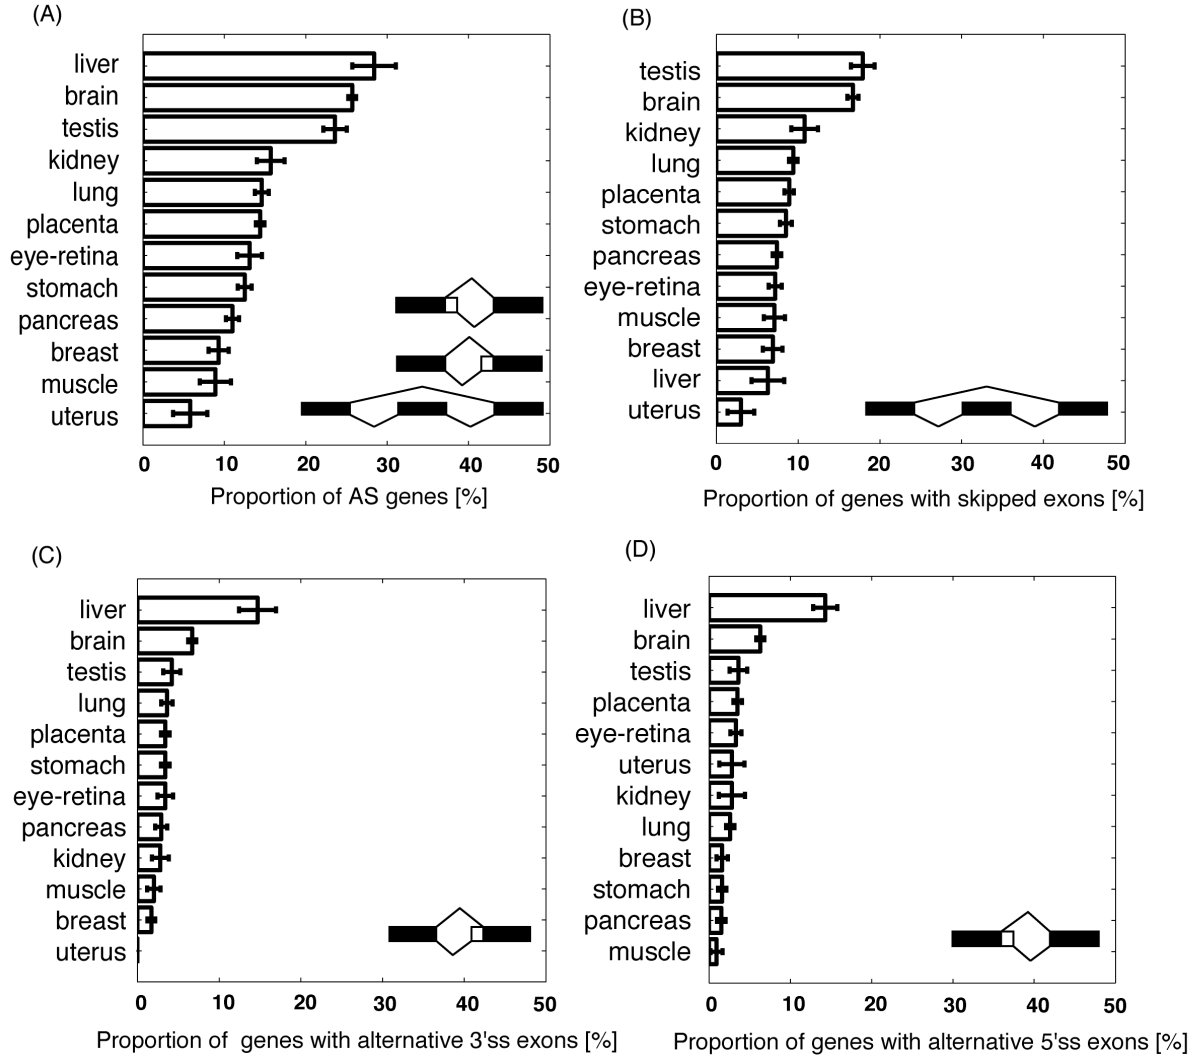 (A)
liver
brain
testis
kidney
lung
placenta
eye-retina
stomach
pancreas
breast
muscle
uterus
0 10 20 30 40 50
Proportion of AS genes [%]
(B)
testis
brain
kidney
lung
placenta
stomach
pancreas
eye-retina
muscle
breast
liver
uterus
0 10 20 30 40 50
Proportion of genes with skipped exons [%]
(C)
liver
brain
testis
lung
placenta
stomach
eye-retina
pancreas
kidney
muscle
breast
uterus
0 10 20 30 40 50
Proportion of genes with alternative 3'ss exons [%]
(D)
liver
brain
testis
placenta
eye-retina
uterus
kidney
lung
breast
stomach
pancreas
muscle
0 10 20 30 40 50
Proportion of genes with alternative 5'ss exons [%]